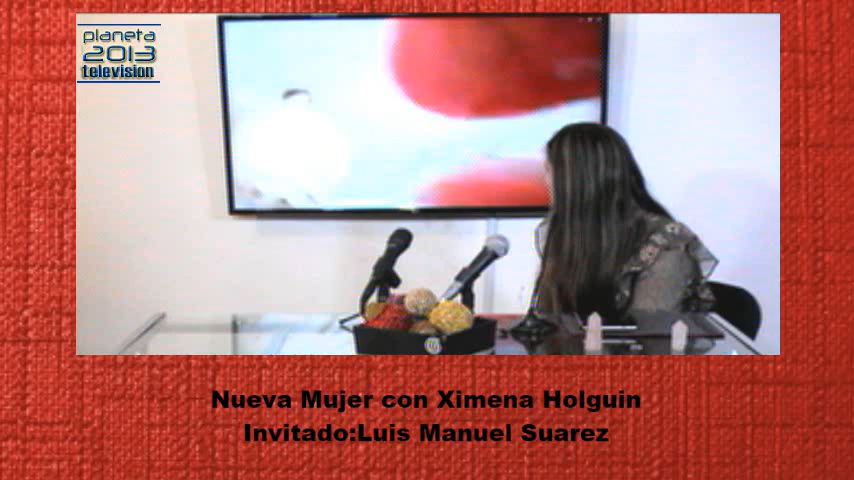 planeta
2013
television
Nueva Mujer con Ximena Holguin
Invitado:Luis Manuel Suarez